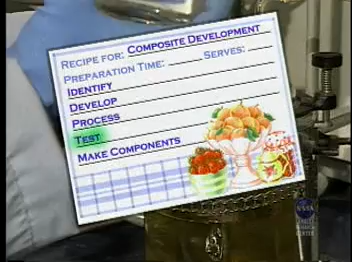 RECIPE FOR: COMPOSITE DEVELOPMENT
PREPARATION TIME: SERVES:
IDENTIFY
DEVELOP
PROCESS
TEST
MAKE COMPONENTS